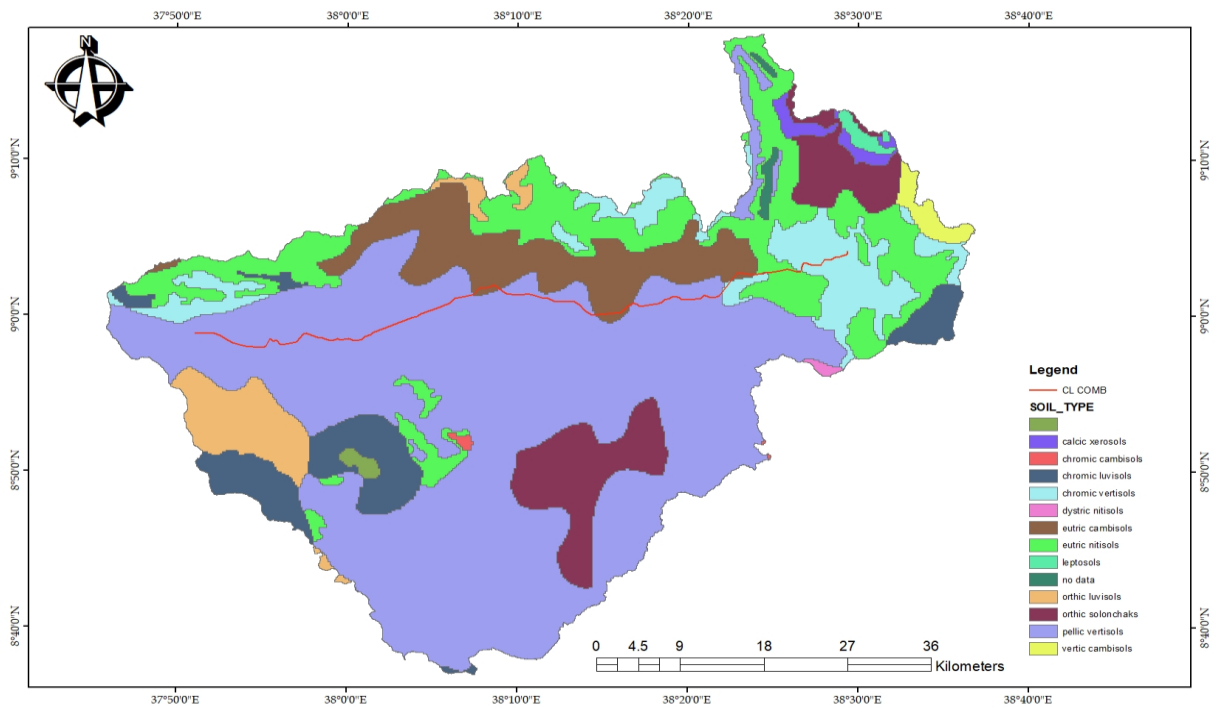 37°50'0"E 38°0'0"E 38°10'0"E 38°20'0"E 38°30'0"E 38°40'0"E
N
9°10'0"N 9°10'0"N
9°0'0"N 9°0'0"N
8°50'0"N 8°50'0"N
8°40'0"N 8°40'0"N
Legend
CL COMB
SOIL_TYPE
calcic xerosols
chromic cambisols
chromic luvisols
chromic vertisols
dystric nitisols
eutric cambisols
eutric nitisols
leptosols
no data
orthic luvisols
orthic solonchaks
pellic vertisols
vertic cambisols
0 4.5 9 18 27 36
Kilometers
37°50'0"E 38°0'0"E 38°10'0"E 38°20'0"E 38°30'0"E 38°40'0"E